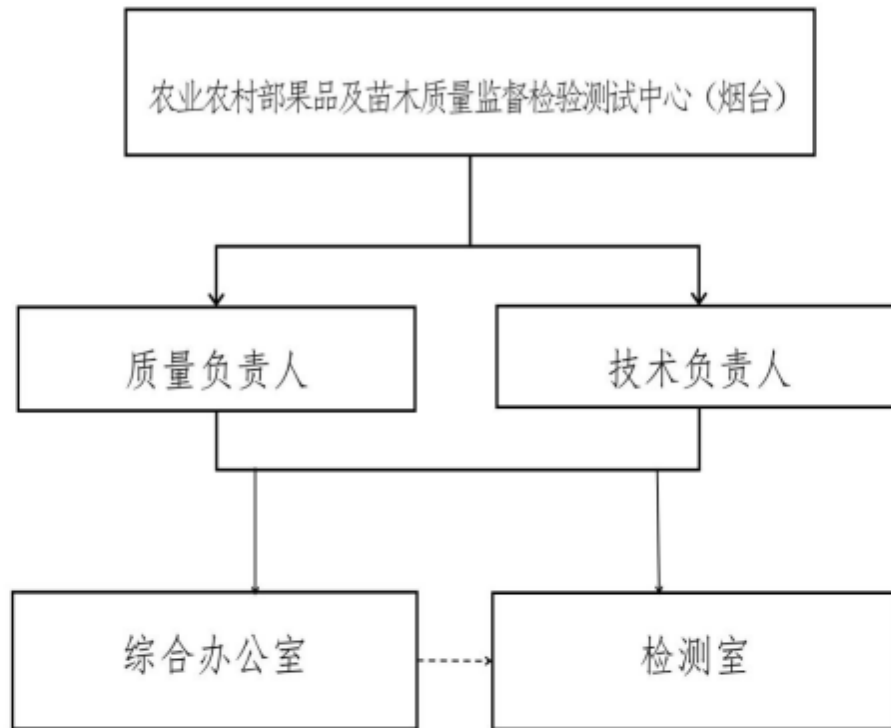 农业农村部果品及苗木质量监督检验测试中心（烟台）
质量负责人
技术负责人
综合办公室
检测室